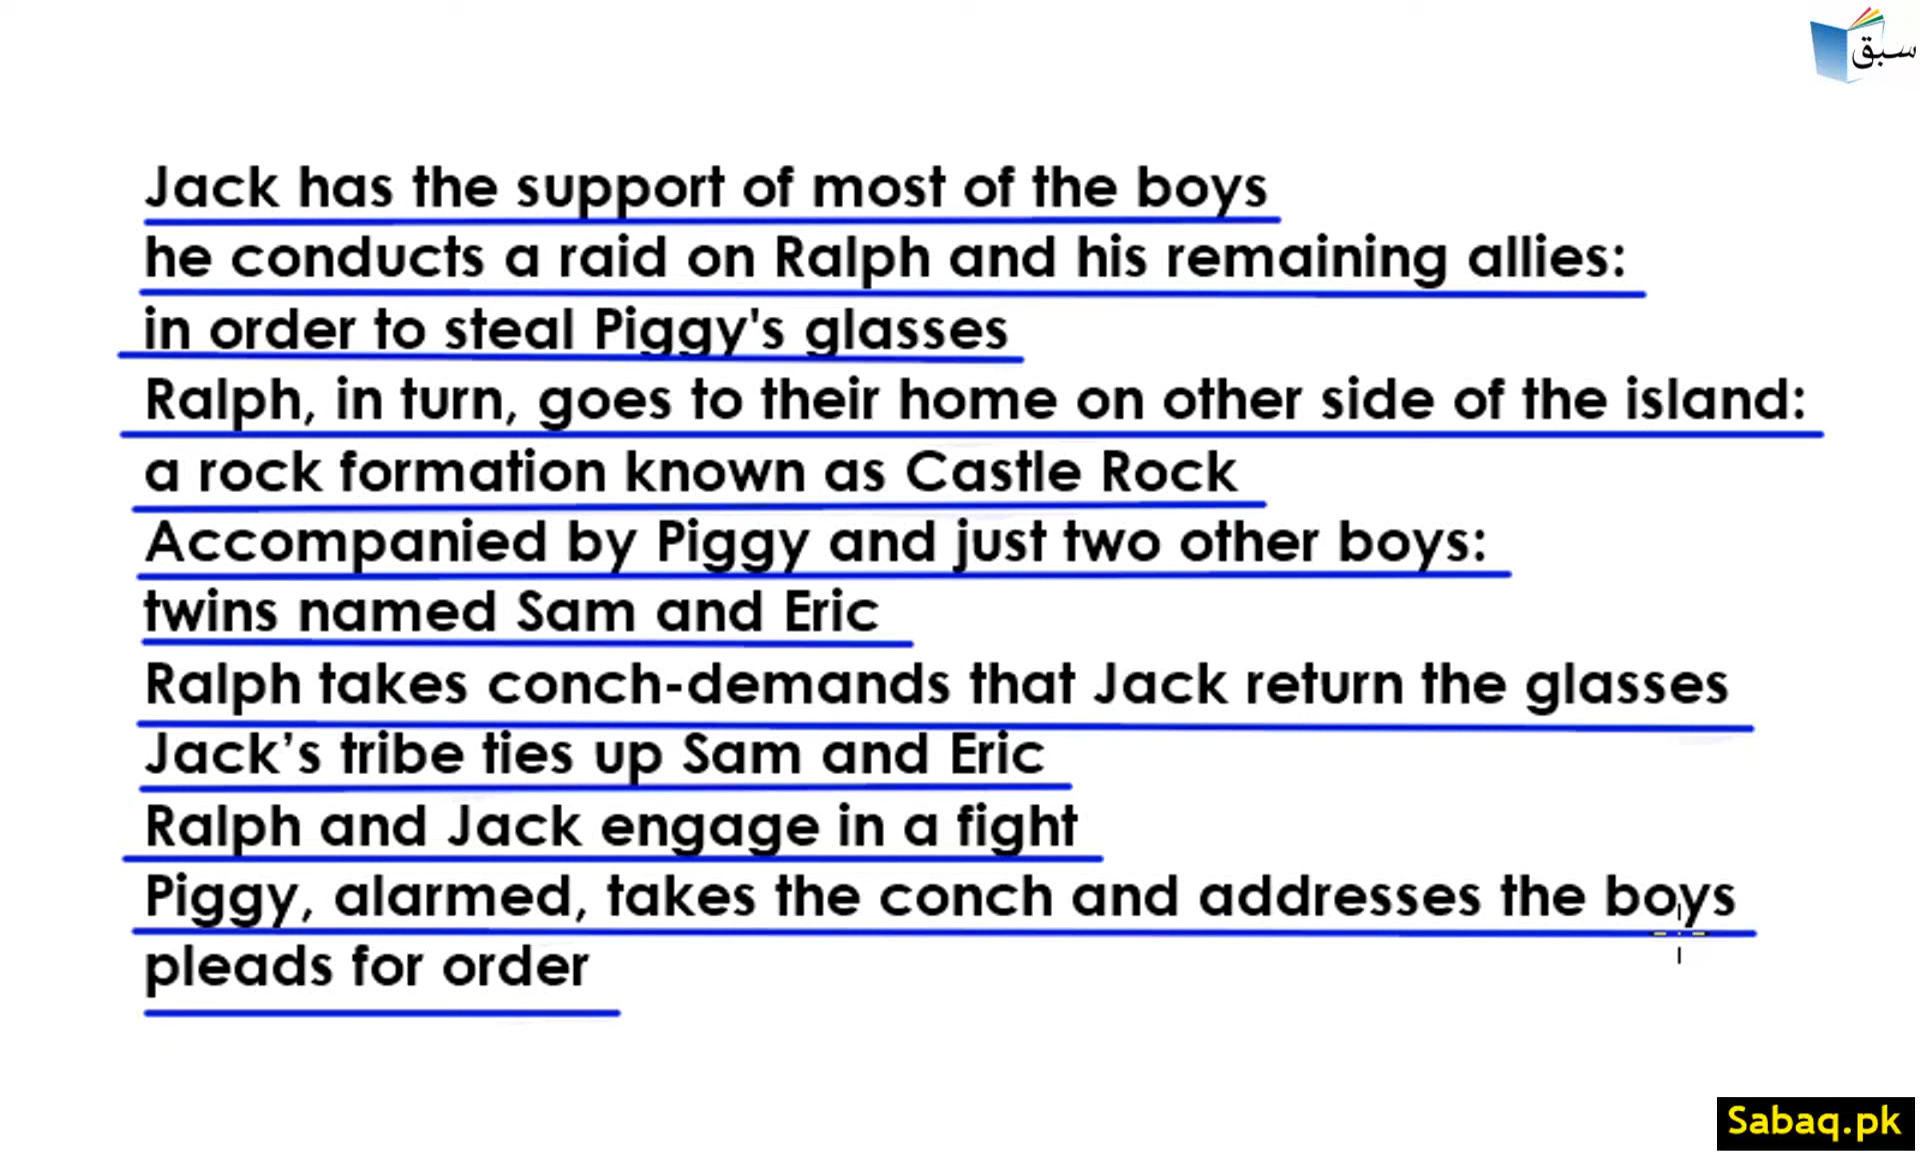 سبق
Jack has the support of most of the boys
he conducts a raid on Ralph and his remaining allies:
in order to steal Piggy's glasses
Ralph, in turn, goes to their home on other side of the island:
a rock formation known as Castle Rock
Accompanied by Piggy and just two other boys:
twins named Sam and Eric
Ralph takes conch-demands that Jack return the glasses
Jack’s tribe ties up Sam and Eric
Ralph and Jack engage in a fight
Piggy, alarmed, takes the conch and addresses the boys
pleads for order
Sabaq.pk